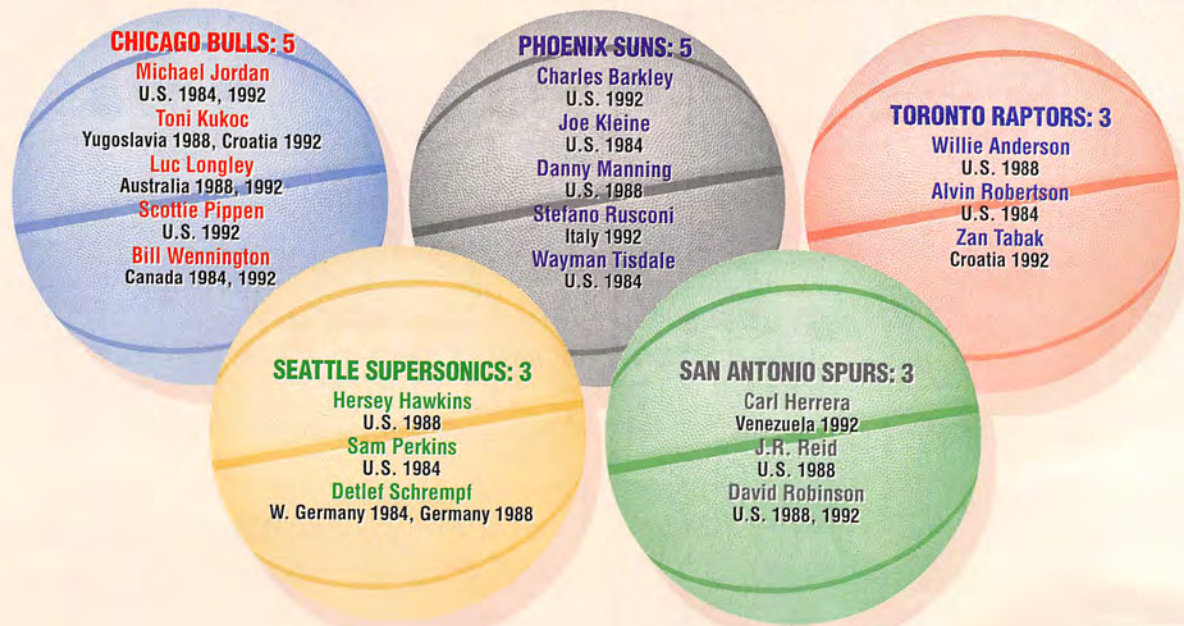 CHICAGO BULLS: 5
Michael Jordan
U.S. 1984, 1992
Toni Kukoc
Yugoslavia 1988, Croatia 1992
Luc Longley
Australia 1988, 1992
Scottie Pippen
U.S. 1992
Bill Wennington
Canada 1984, 1992
PHOENIX SUNS: 5
Charles Barkley
U.S. 1992
Joe Kleine
U.S. 1984
Danny Manning
U.S. 1988
Stefano Rusconi
Italy 1992
Wayman Tisdale
U.S. 1984
TORONTO RAPTORS: 3
Willie Anderson
U.S. 1988
Alvin Robertson
U.S. 1984
Zan Tabak
Croatia 1992
SEATTLE SUPERSONICS: 3
Hersey Hawkins
U.S. 1988
Sam Perkins
U.S. 1984
Detlef Schrempf
W. Germany 1984, Germany 1988
SAN ANTONIO SPURS: 3
Carl Herrera
Venezuela 1992
J.R. Reid
U.S. 1988
David Robinson
U.S. 1988, 1992